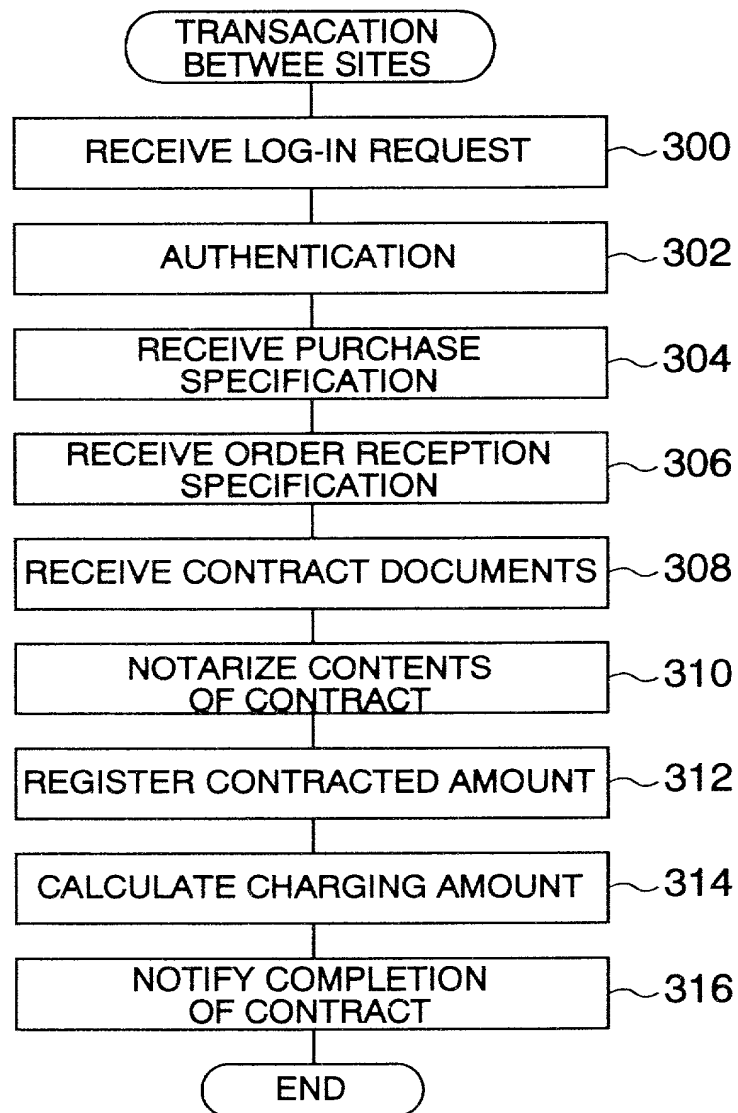 TRANSACATION
BETWEE SITES
RECEIVE LOG-IN REQUEST 300
AUTHENTICATION 302
RECEIVE PURCHASE
SPECIFICATION 304
RECEIVE ORDER RECEPTION
SPECIFICATION 306
RECEIVE CONTRACT DOCUMENTS 308
NOTARIZE CONTENTS
OF CONTRACT 310
REGISTER CONTRACTED AMOUNT 312
CALCULATE CHARGING AMOUNT 314
NOTIFY COMPLETION
OF CONTRACT 316
END